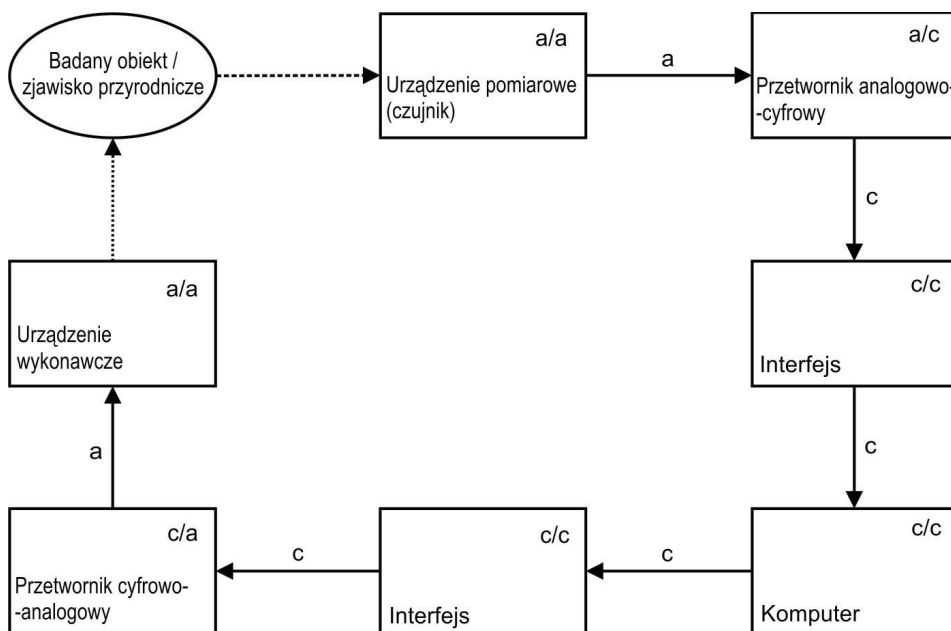 Badany obiekt /
zjawisko przyrodnicze
a/a
Urządzenie pomiarowe
(czujnik)
a
a/c
Przetwornik analogowo-
-cyfrowy
c
c/c
Interfejs
c
c/c
Komputer
c
c/c
Interfejs
c
c/a
Przetwornik cyfrowo-
-analogowy
a
a/a
Urządzenie
wykonawcze